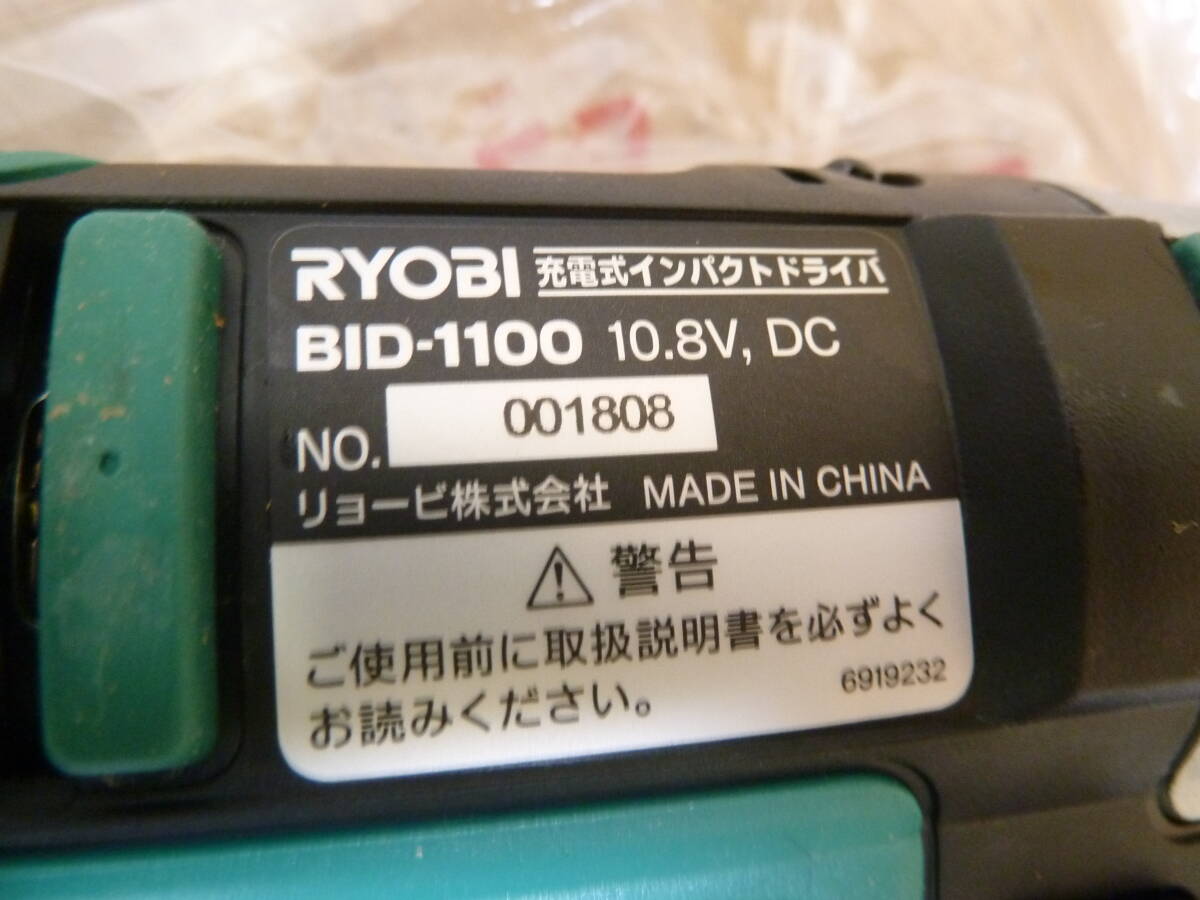 RYOBI 充電式インパクトドライバ
BID-1100 10.8V, DC
NO. 001808
リョービ株式会社 MADE IN CHINA
⚠ 警告
ご使用前に取扱説明書を必ずよく
お読みください。
6919232